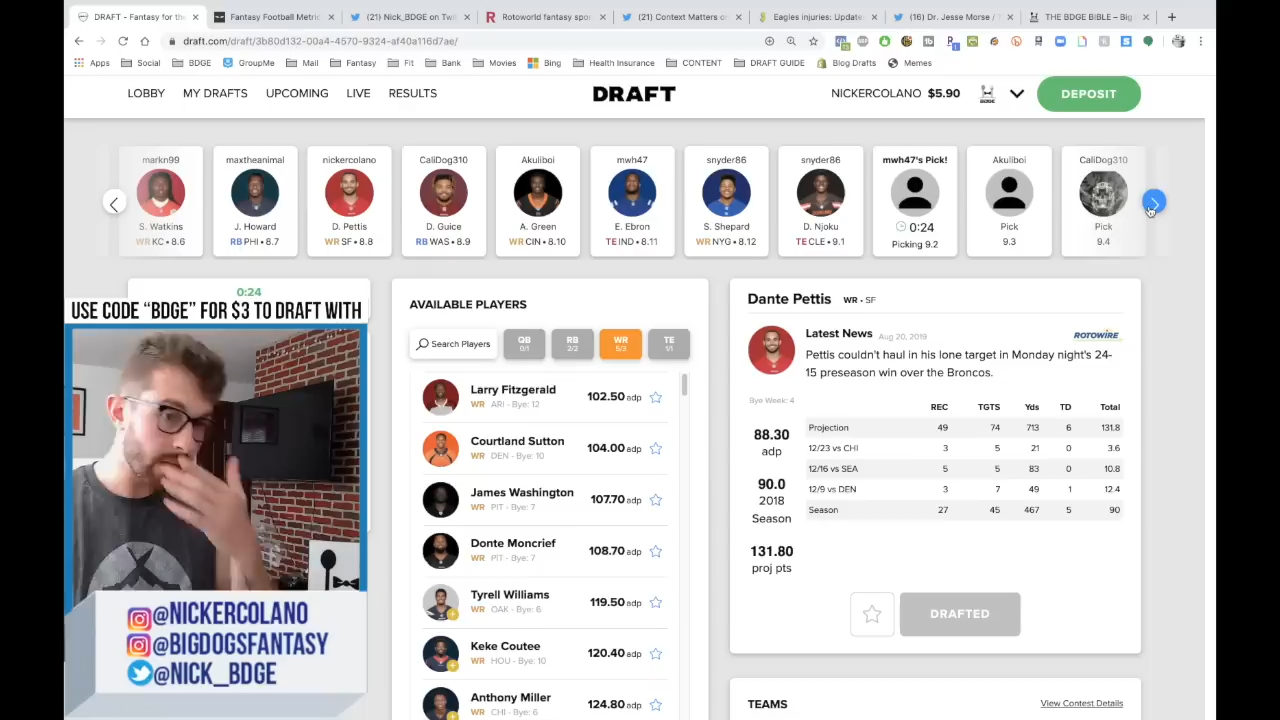 DRAFT - Fantasy for the
Fantasy Football Metric
(21) Nick_BDGE on Tw
Rotoworld fantasy spo
(21) Context Matters o
Eagles injuries: Update
(16) Dr. Jesse Morse / T
THE BDGE BIBLE – Big
draft.com/draft/3b80d132-00a4-4570-9324-af40a116d7ae/
Apps
Social
BDGE
GroupMe
Mail
Fantasy
Fit
Bank
Movies
Bing
Health Insurance
CONTENT
DRAFT GUIDE
Blog Drafts
Memes
LOBBY
MY DRAFTS
UPCOMING
LIVE
RESULTS
DRAFT
NICKERCOLANO $5.90
DEPOSIT
markn99
S. Watkins
WR KC • 8.6
maxtheanimal
J. Howard
RB PHI • 8.7
nickercolano
D. Pettis
WR SF • 8.8
CaliDog310
D. Guice
RB WAS • 8.9
Akuliboi
A. Green
WR CIN • 8.10
mwh47
E. Ebron
TE IND • 8.11
snyder86
S. Shepard
WR NYG • 8.12
snyder86
D. Njoku
TE CLE • 9.1
mwh47's Pick!
0:24
Picking 9.2
Akuliboi
Pick
9.3
CaliDog310
Pick
9.4
0:24
USE CODE “BDGE” FOR $3 TO DRAFT WITH
@NICKERCOLANO
@BIGDOGSFANTASY
@NICK_BDGE
AVAILABLE PLAYERS
Search Players
QB
0/1
RB
2/2
WR
5/3
TE
1/1
Larry Fitzgerald
WR ARI - Bye: 12
102.50 adp
Courtland Sutton
WR DEN - Bye: 10
104.00 adp
James Washington
WR PIT - Bye: 7
107.70 adp
Donte Moncrief
WR PIT - Bye: 7
108.70 adp
Tyrell Williams
WR OAK - Bye: 6
119.50 adp
Keke Coutee
WR HOU - Bye: 10
120.40 adp
Anthony Miller
WR CHI - Bye: 6
124.80 adp
Dante Pettis WR • SF
Latest News Aug 20, 2019
ROTOWIRE
Pettis couldn't haul in his lone target in Monday night's 24-
15 preseason win over the Broncos.
Bye Week: 4
88.30
adp
90.0
2018
Season
131.80
proj pts
REC TGTS Yds TD Total
Projection 49 74 713 6 131.8
12/23 vs CHI 3 5 21 0 3.6
12/16 vs SEA 5 5 83 0 10.8
12/9 vs DEN 3 7 49 1 12.4
Season 27 45 467 5 90
DRAFTED
TEAMS
View Contest Details